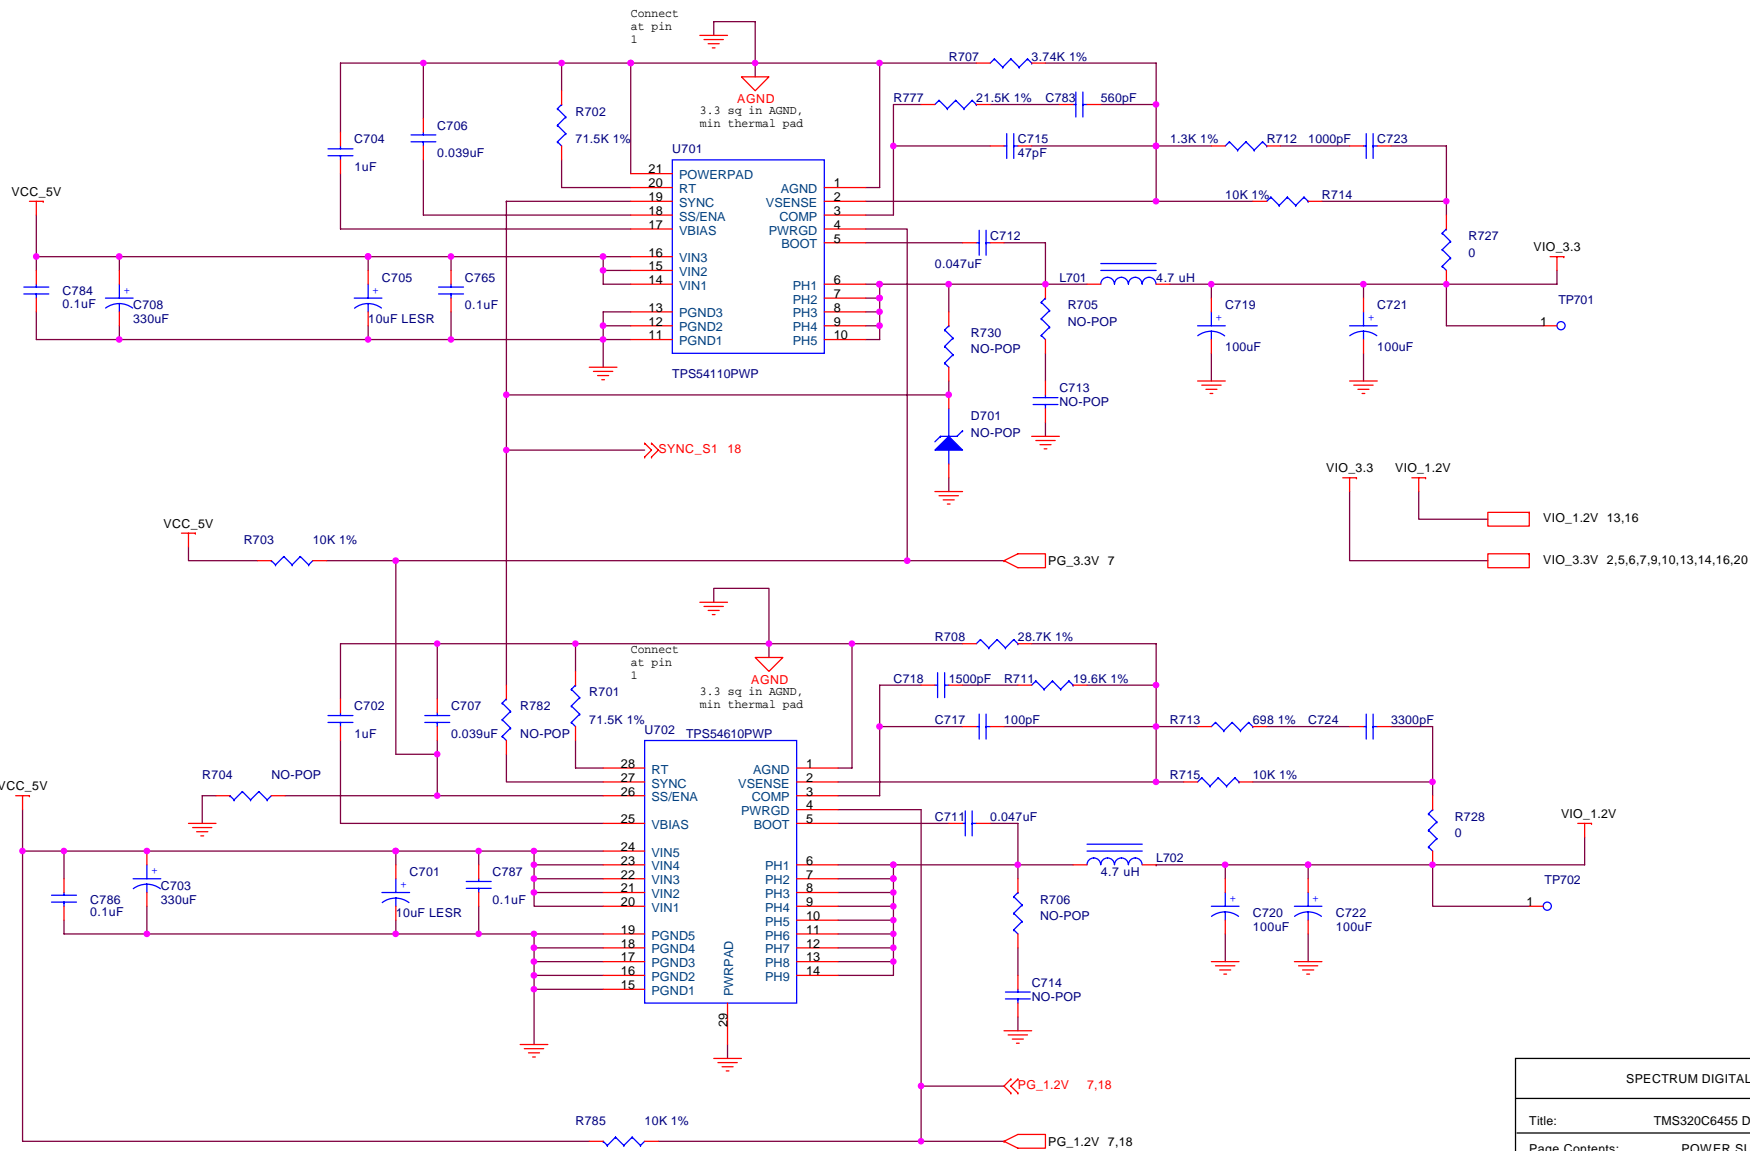 Connect
at pin
1
AGND
3.3 sq in AGND,
min thermal pad
R707 3.74K 1%
R777 21.5K 1% C783 560pF
C715
47pF
1.3K 1% R712 1000pF C723
10K 1% R714
C704
1uF
C706
0.039uF
R702
71.5K 1%
U701
21 POWERPAD
20 RT
19 SYNC
18 SS/ENA
17 VBIAS
16 VIN3
15 VIN2
14 VIN1
13 PGND3
12 PGND2
11 PGND1
AGND 1
VSENSE 2
COMP 3
PWRGD 4
BOOT 5
PH1 6
PH2 7
PH3 8
PH4 9
PH5 10
TPS54110PWP
VCC_5V
C784
0.1uF
C708
330uF
C705
10uF LESR
C765
0.1uF
C712
0.047uF
L701 4.7 uH
R705
NO-POP
R730
NO-POP
C713
NO-POP
D701
NO-POP
R727
0
VIO_3.3
TP701
1
C719
100uF
C721
100uF
SYNC_S1 18
VIO_3.3 VIO_1.2V
VIO_1.2V 13,16
VIO_3.3V 2,5,6,7,9,10,13,14,16,20
VCC_5V
R703 10K 1%
PG_3.3V 7
Connect
at pin
1
AGND
3.3 sq in AGND,
min thermal pad
R708 28.7K 1%
C718 1500pF R711 19.6K 1%
C717 100pF
R713 698 1% C724 3300pF
R715 10K 1%
C702
1uF
C707
0.039uF
R782
NO-POP
R701
71.5K 1%
U702 TPS54610PWP
28 RT
27 SYNC
26 SS/ENA
25 VBIAS
24 VIN5
23 VIN4
22 VIN3
21 VIN2
20 VIN1
19 PGND5
18 PGND4
17 PGND3
16 PGND2
15 PGND1
PWRPAD
29
AGND 1
VSENSE 2
COMP 3
PWRGD 4
BOOT 5
PH1 6
PH2 7
PH3 8
PH4 9
PH5 10
PH6 11
PH7 12
PH8 13
PH9 14
R704 NO-POP
VCC_5V
C786
0.1uF
C703
330uF
C701
10uF LESR
C787
0.1uF
C711 0.047uF
L702
4.7 uH
R706
NO-POP
C714
NO-POP
R728
0
VIO_1.2V
TP702
1
C720
100uF
C722
100uF
PG_1.2V 7,18
R785 10K 1%
PG_1.2V 7,18
SPECTRUM DIGITAL
Title: TMS320C6455 D
Page Contents: